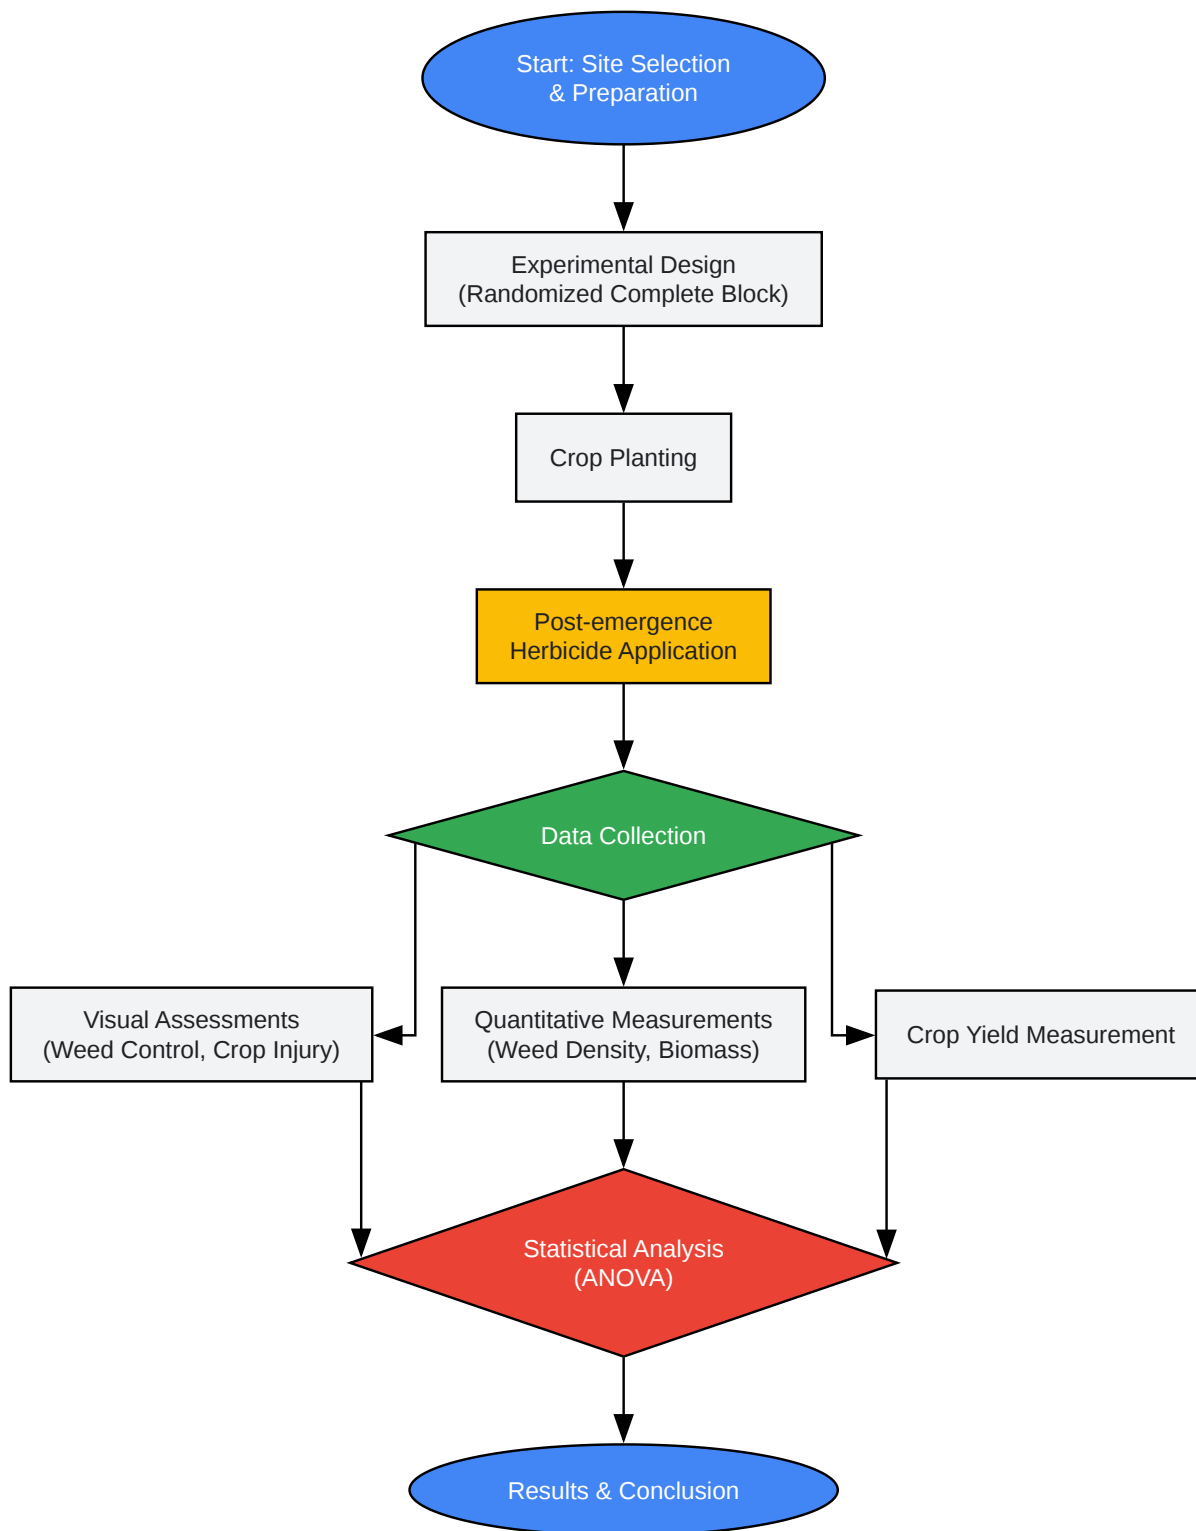 Start: Site Selection
& Preparation
Experimental Design
(Randomized Complete Block)
Crop Planting
Post-emergence
Herbicide Application
Data Collection
Visual Assessments
(Weed Control, Crop Injury)
Quantitative Measurements
(Weed Density, Biomass)
Crop Yield Measurement
Statistical Analysis
(ANOVA)
Results & Conclusion